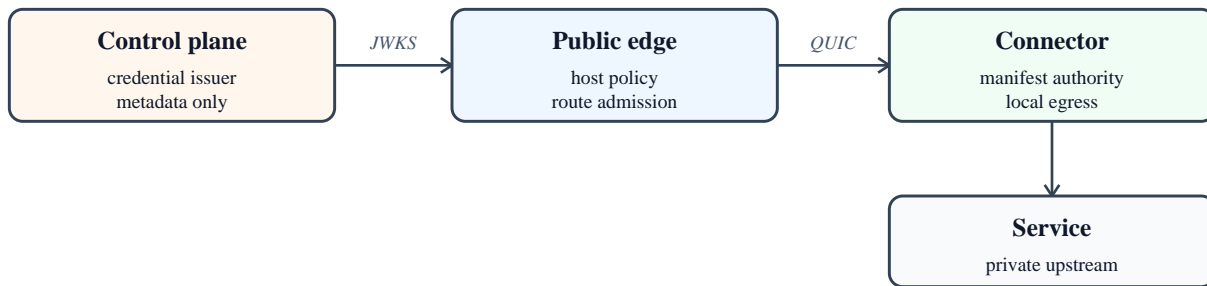 Control plane
credential issuer
metadata only
JWKS
Public edge
host policy
route admission
QUIC
Connector
manifest authority
local egress
Service
private upstream